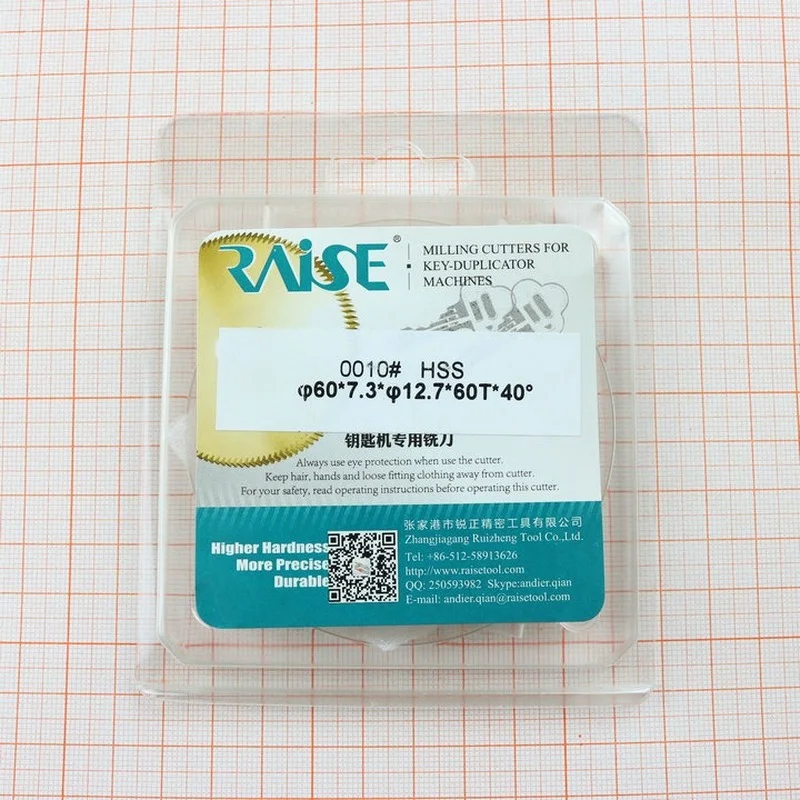 RAISE®
MILLING CUTTERS FOR
KEY-DUPLICATOR
MACHINES
0010# HSS
φ60*7.3*φ12.7*60T*40°
钥匙机专用铣刀
Always use eye protection when use the cutter.
Keep hair, hands and loose fitting clothing away from cutter.
For your safety, read operating instructions before operating this cutter.
Higher Hardness
More Precise
Durable
张家港市锐正精密工具有限公司
Zhangjiagang Ruizheng Tool Co.,Ltd.
Tel: +86-512-58913626
http://www.raisetool.com
QQ: 250593982 Skype:andier.qian
E-mail: andier.qian@raisetool.com